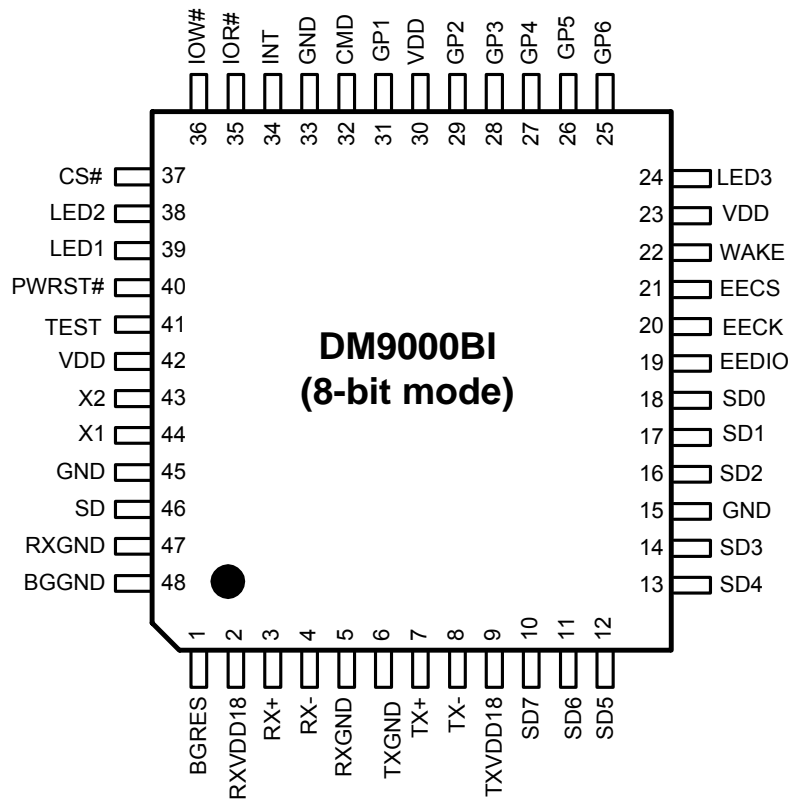 IOW# IOR# INT GND CMD GP1 VDD GP2 GP3 GP4 GP5 GP6
36 35 34 33 32 31 30 29 28 27 26 25
CS# 37 24 LED3
LED2 38 23 VDD
LED1 39 22 WAKE
PWRST# 40 21 EECS
TEST 41 20 EECK
VDD 42 19 EEDIO
X2 43 18 SD0
X1 44 17 SD1
GND 45 16 SD2
SD 46 15 GND
RXGND 47 14 SD3
BGGND 48 13 SD4
DM9000BI
(8-bit mode)
1 2 3 4 5 6 7 8 9 10 11 12
BGRES RXVDD18 RX+ RX- RXGND TXGND TX+ TX- TXVDD18 SD7 SD6 SD5